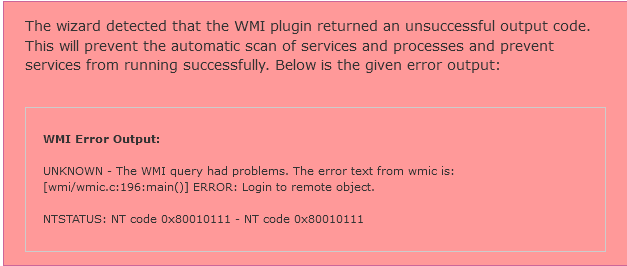 The wizard detected that the WMI plugin returned an unsuccessful output code.
This will prevent the automatic scan of services and processes and prevent
services from running successfully. Below is the given error output:
WMI Error Output:
UNKNOWN - The WMI query had problems. The error text from wmic is:
[wmi/wmic.c:196:main()] ERROR: Login to remote object.
NTSTATUS: NT code 0x80010111 - NT code 0x80010111